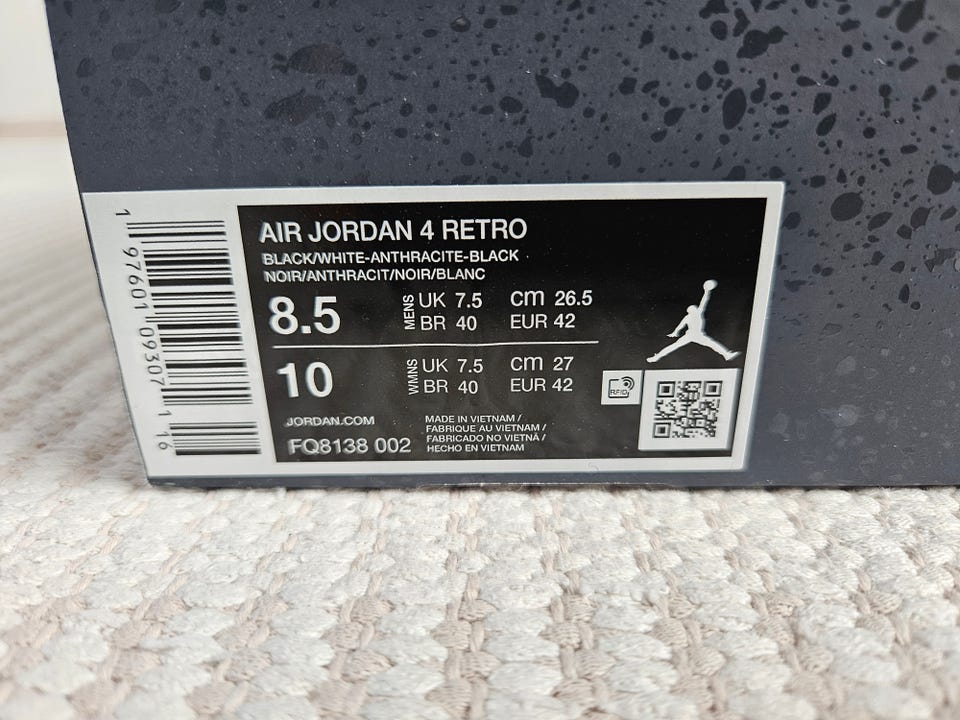 AIR JORDAN 4 RETRO
BLACK/WHITE-ANTHRACITE-BLACK
NOIR/ANTHRACIT/NOIR/BLANC
8.5 MENS UK 7.5 cm 26.5
BR 40 EUR 42
10 WMNS UK 7.5 cm 27
BR 40 EUR 42
RFID
JORDAN.COM
FQ8138 002
MADE IN VIETNAM /
FABRIQUE AU VIETNAM /
FABRICADO NO VIETNÃ /
HECHO EN VIETNAM
1 97601 09307 1 16